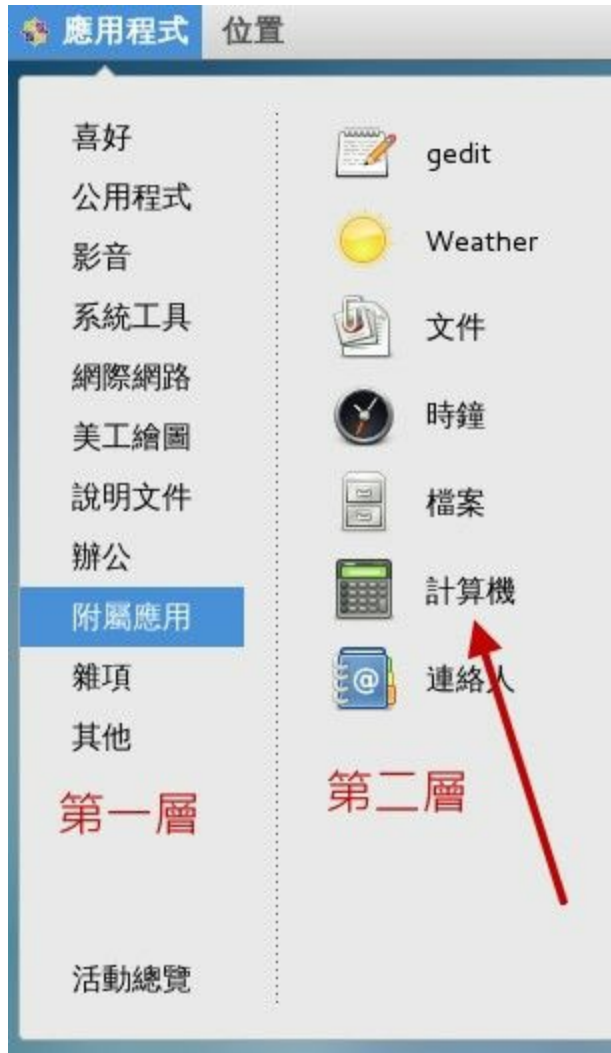 應用程式 位置
喜好
公用程式
影音
系統工具
網際網路
美工繪圖
說明文件
辦公
附屬應用
雜項
其他
第一層
活動總覽
gedit
Weather
文件
時鐘
檔案
計算機
連絡人
第二層